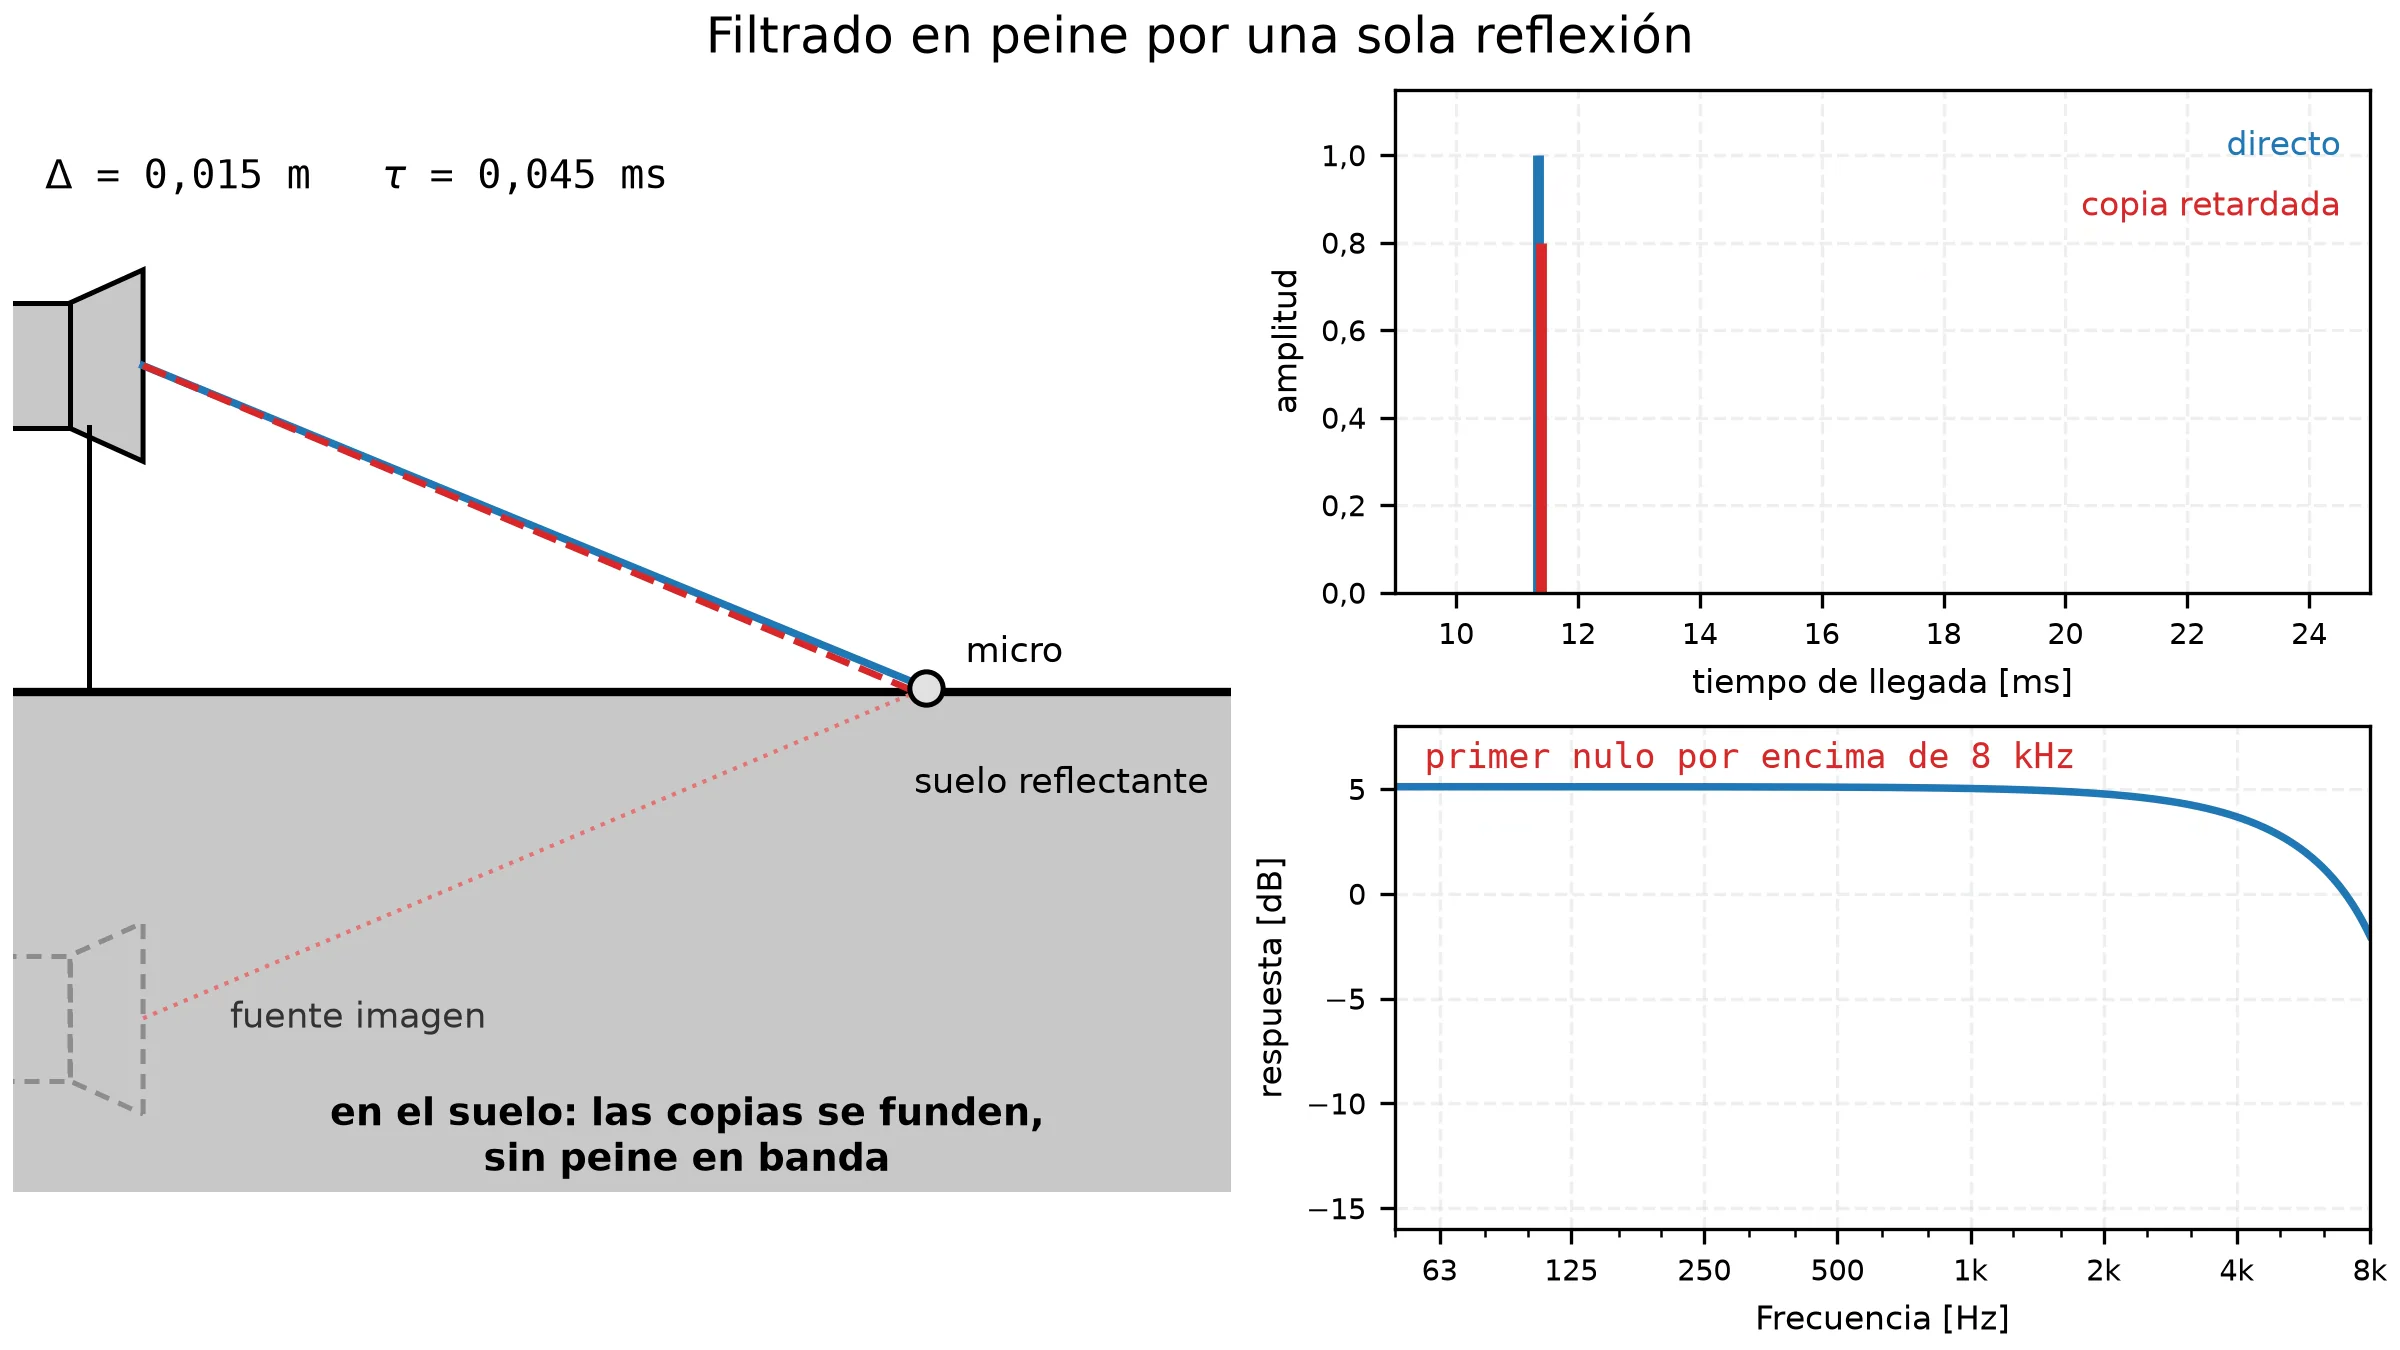 Filtrado en peine por una sola reflexión
Δ = 0,015 m   τ = 0,045 ms
micro
suelo reflectante
fuente imagen
en el suelo: las copias se funden,
sin peine en banda
directo
copia retardada
amplitud
1,0
0,8
0,6
0,4
0,2
0,0
10 12 14 16 18 20 22 24
tiempo de llegada [ms]
primer nulo por encima de 8 kHz
respuesta [dB]
5
0
−5
−10
−15
63 125 250 500 1k 2k 4k 8k
Frecuencia [Hz]